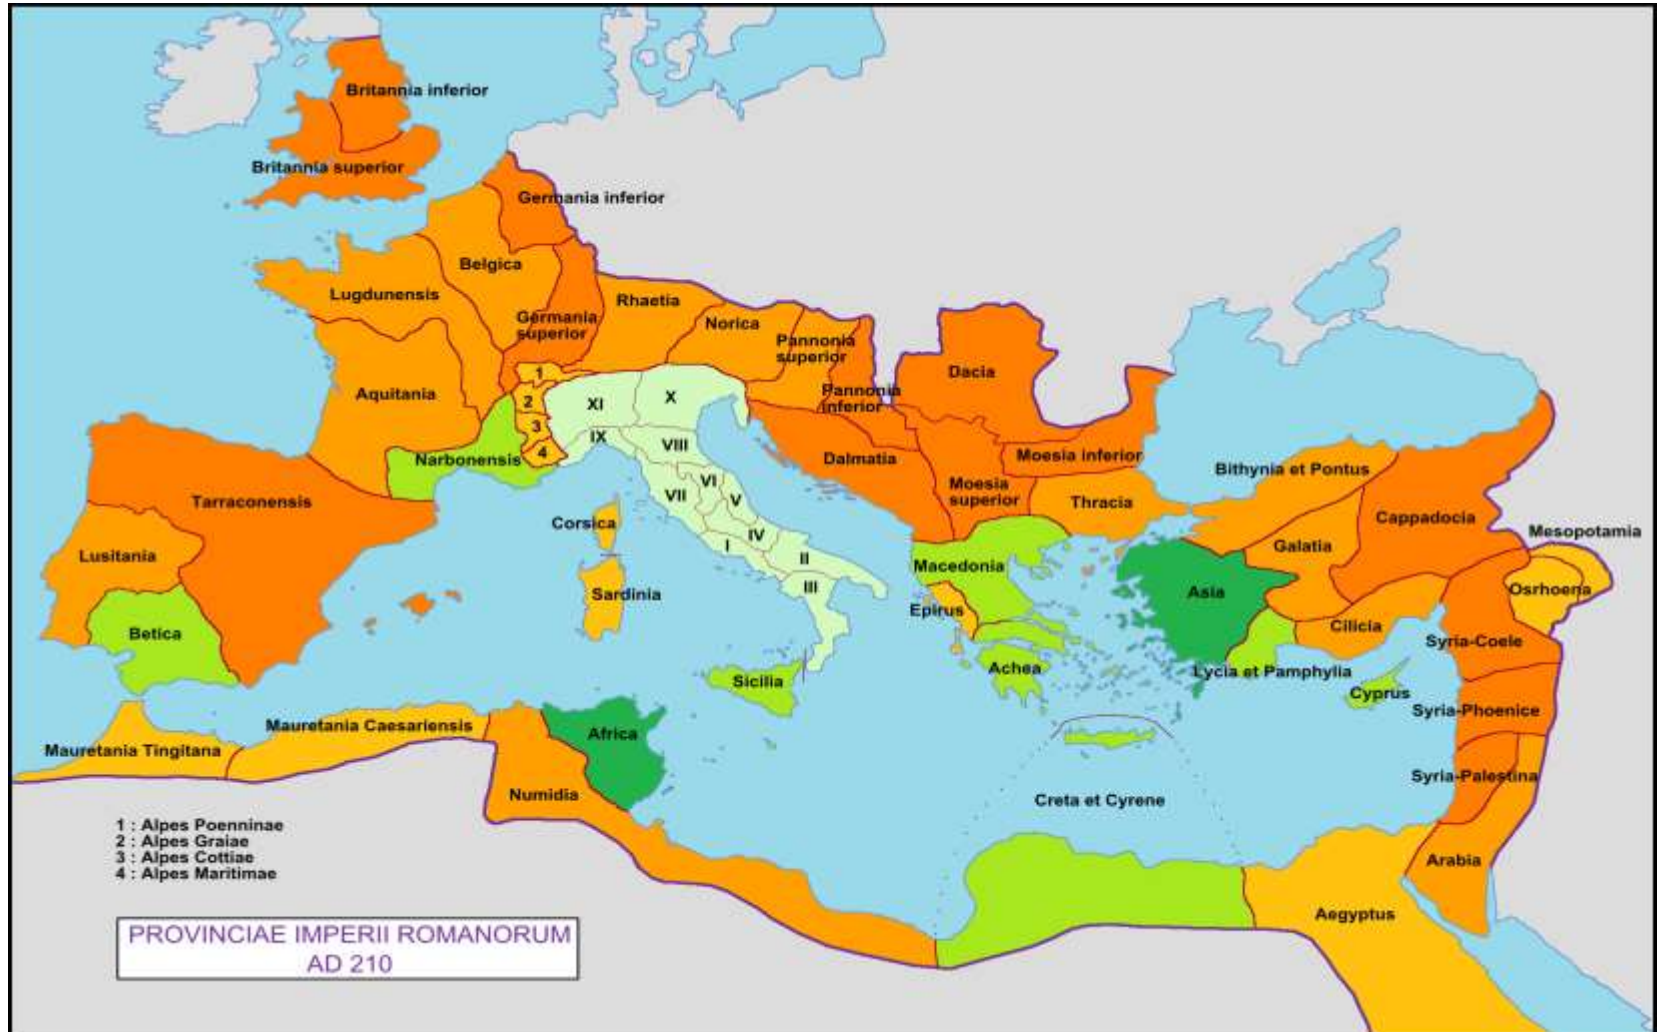 Britannia inferior
Britannia superior
Germania inferior
Belgica
Lugdunensis
Germania
superior
Rhaetia
Norica
Pannonia
superior
Pannonia
inferior
Dacia
Aquitania
1
2
3
4
XI
X
IX
VIII
VII
VI
V
IV
I
II
III
Narbonensis
Dalmatia
Moesia inferior
Moesia
superior
Thracia
Bithynia et Pontus
Cappadocia
Galatia
Mesopotamia
Osrhoena
Tarraconensis
Lusitania
Betica
Corsica
Sardinia
Macedonia
Epirus
Achea
Asia
Cilicia
Lycia et Pamphylia
Cyprus
Syria-Coele
Syria-Phoenice
Syria-Palestina
Sicilia
Mauretania Caesariensis
Mauretania Tingitana
Africa
Numidia
Creta et Cyrene
Arabia
Aegyptus
1 : Alpes Poenninae
2 : Alpes Graiae
3 : Alpes Cottiae
4 : Alpes Maritimae
PROVINCIAE IMPERII ROMANORUM
AD 210